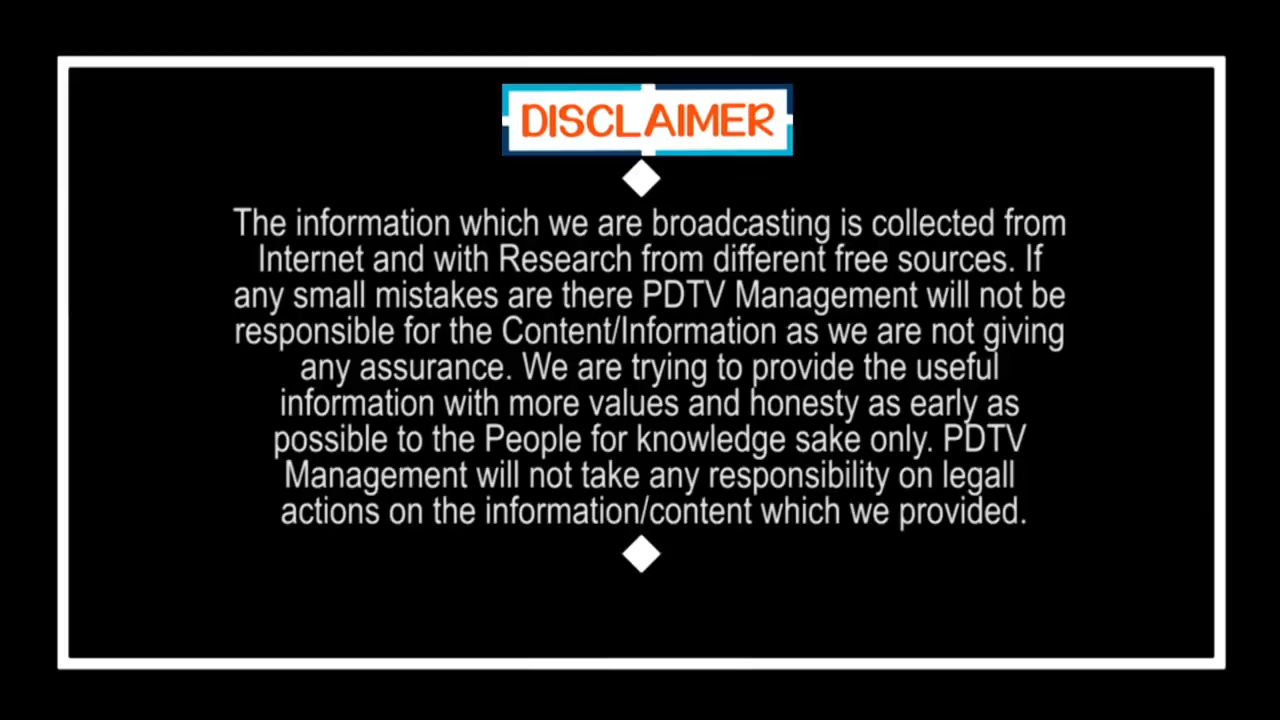 DISCLAIMER
The information which we are broadcasting is collected from
Internet and with Research from different free sources. If
any small mistakes are there PDTV Management will not be
responsible for the Content/Information as we are not giving
any assurance. We are trying to provide the useful
information with more values and honesty as early as
possible to the People for knowledge sake only. PDTV
Management will not take any responsibility on legall
actions on the information/content which we provided.